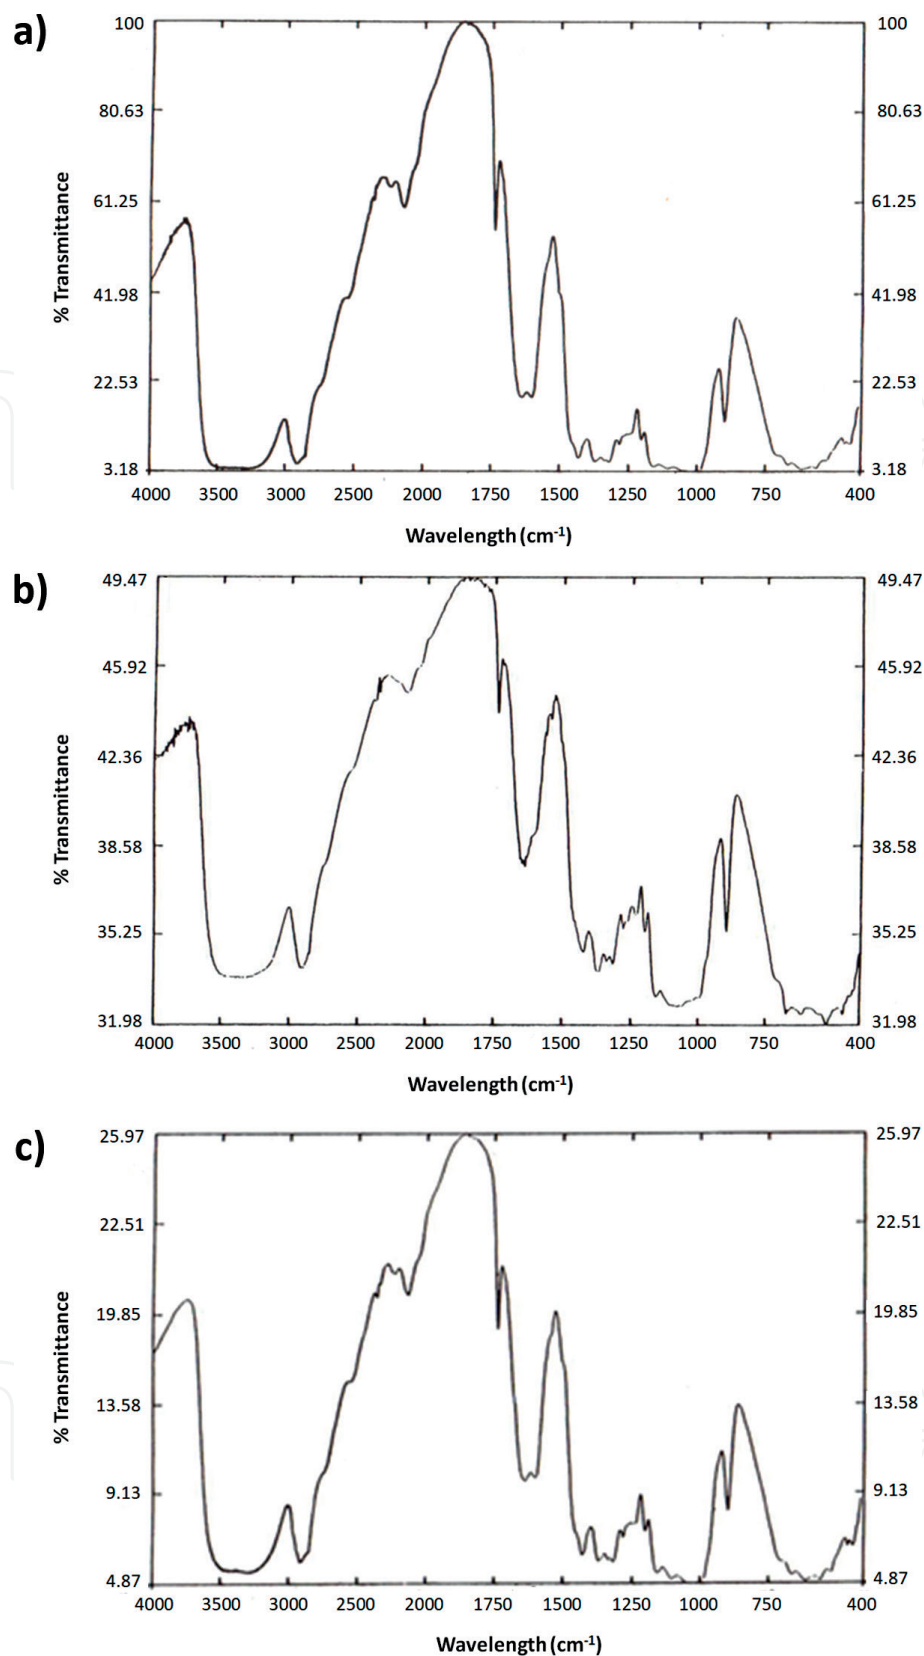 a)
100 100
80.63 80.63
61.25 61.25
% Transmittance
41.98 41.98
22.53 22.53
3.18 3.18
4000 3500 3000 2500 2000 1750 1500 1250 1000 750 400
Wavelength (cm-1)
b)
49.47 49.47
45.92 45.92
42.36 42.36
% Transmittance
38.58 38.58
35.25 35.25
31.98 31.98
4000 3500 3000 2500 2000 1750 1500 1250 1000 750 400
Wavelength (cm-1)
c)
25.97 25.97
22.51 22.51
19.85 19.85
% Transmittance
13.58 13.58
9.13 9.13
4.87 4.87
4000 3500 3000 2500 2000 1750 1500 1250 1000 750 400
Wavelength (cm-1)